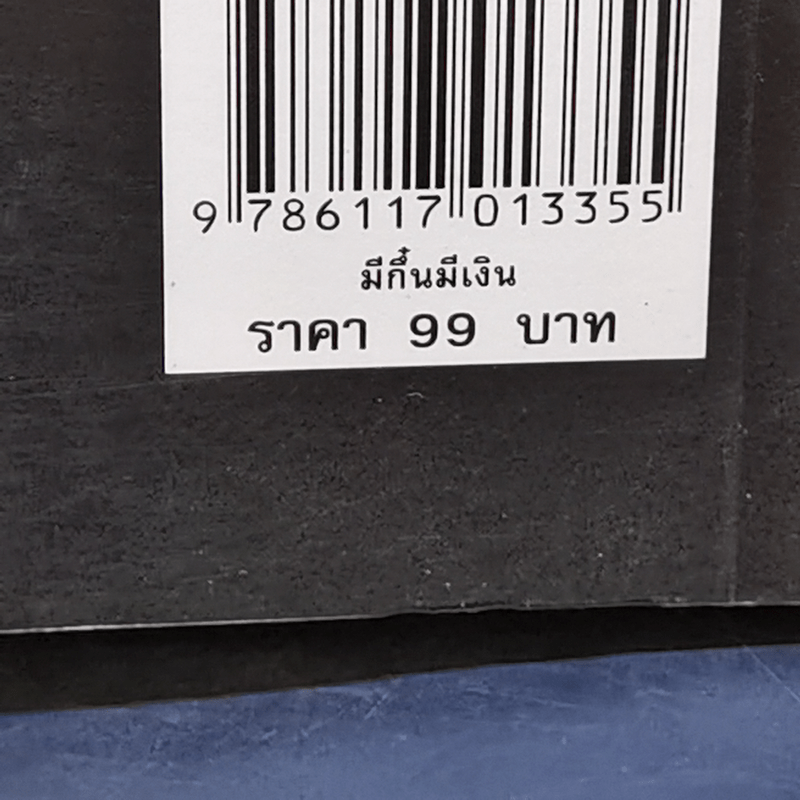 9 786117 013355
มีกึ๋นมีเงิน
ราคา 99 บาท